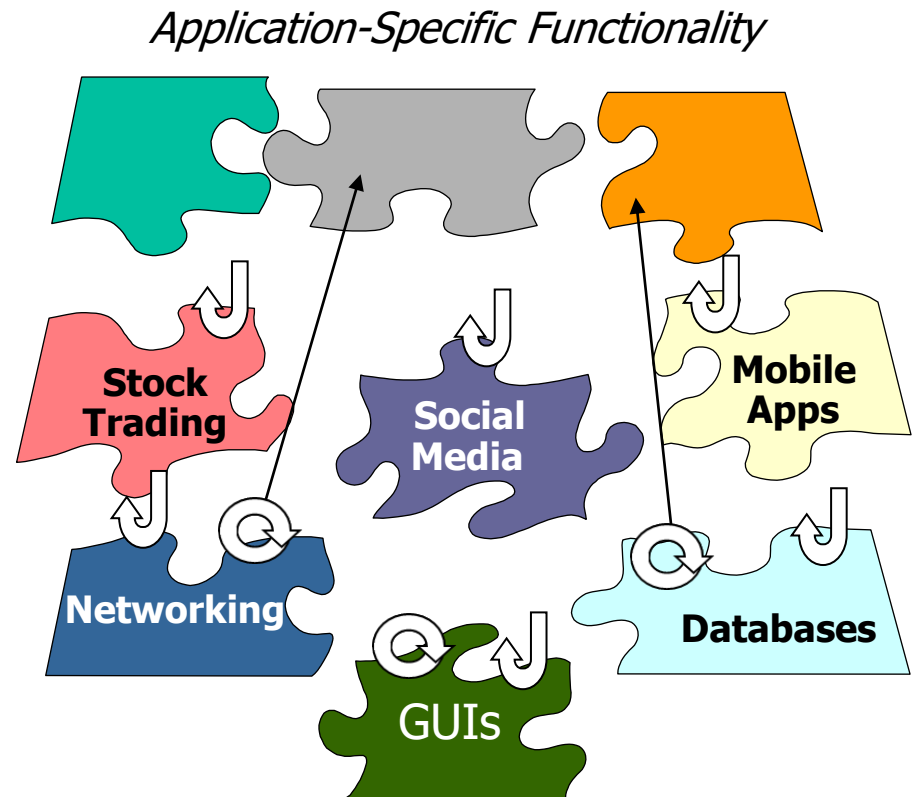 Application-Specific Functionality
Stock
Trading
Social
Media
Mobile
Apps
Networking
Databases
GUIs